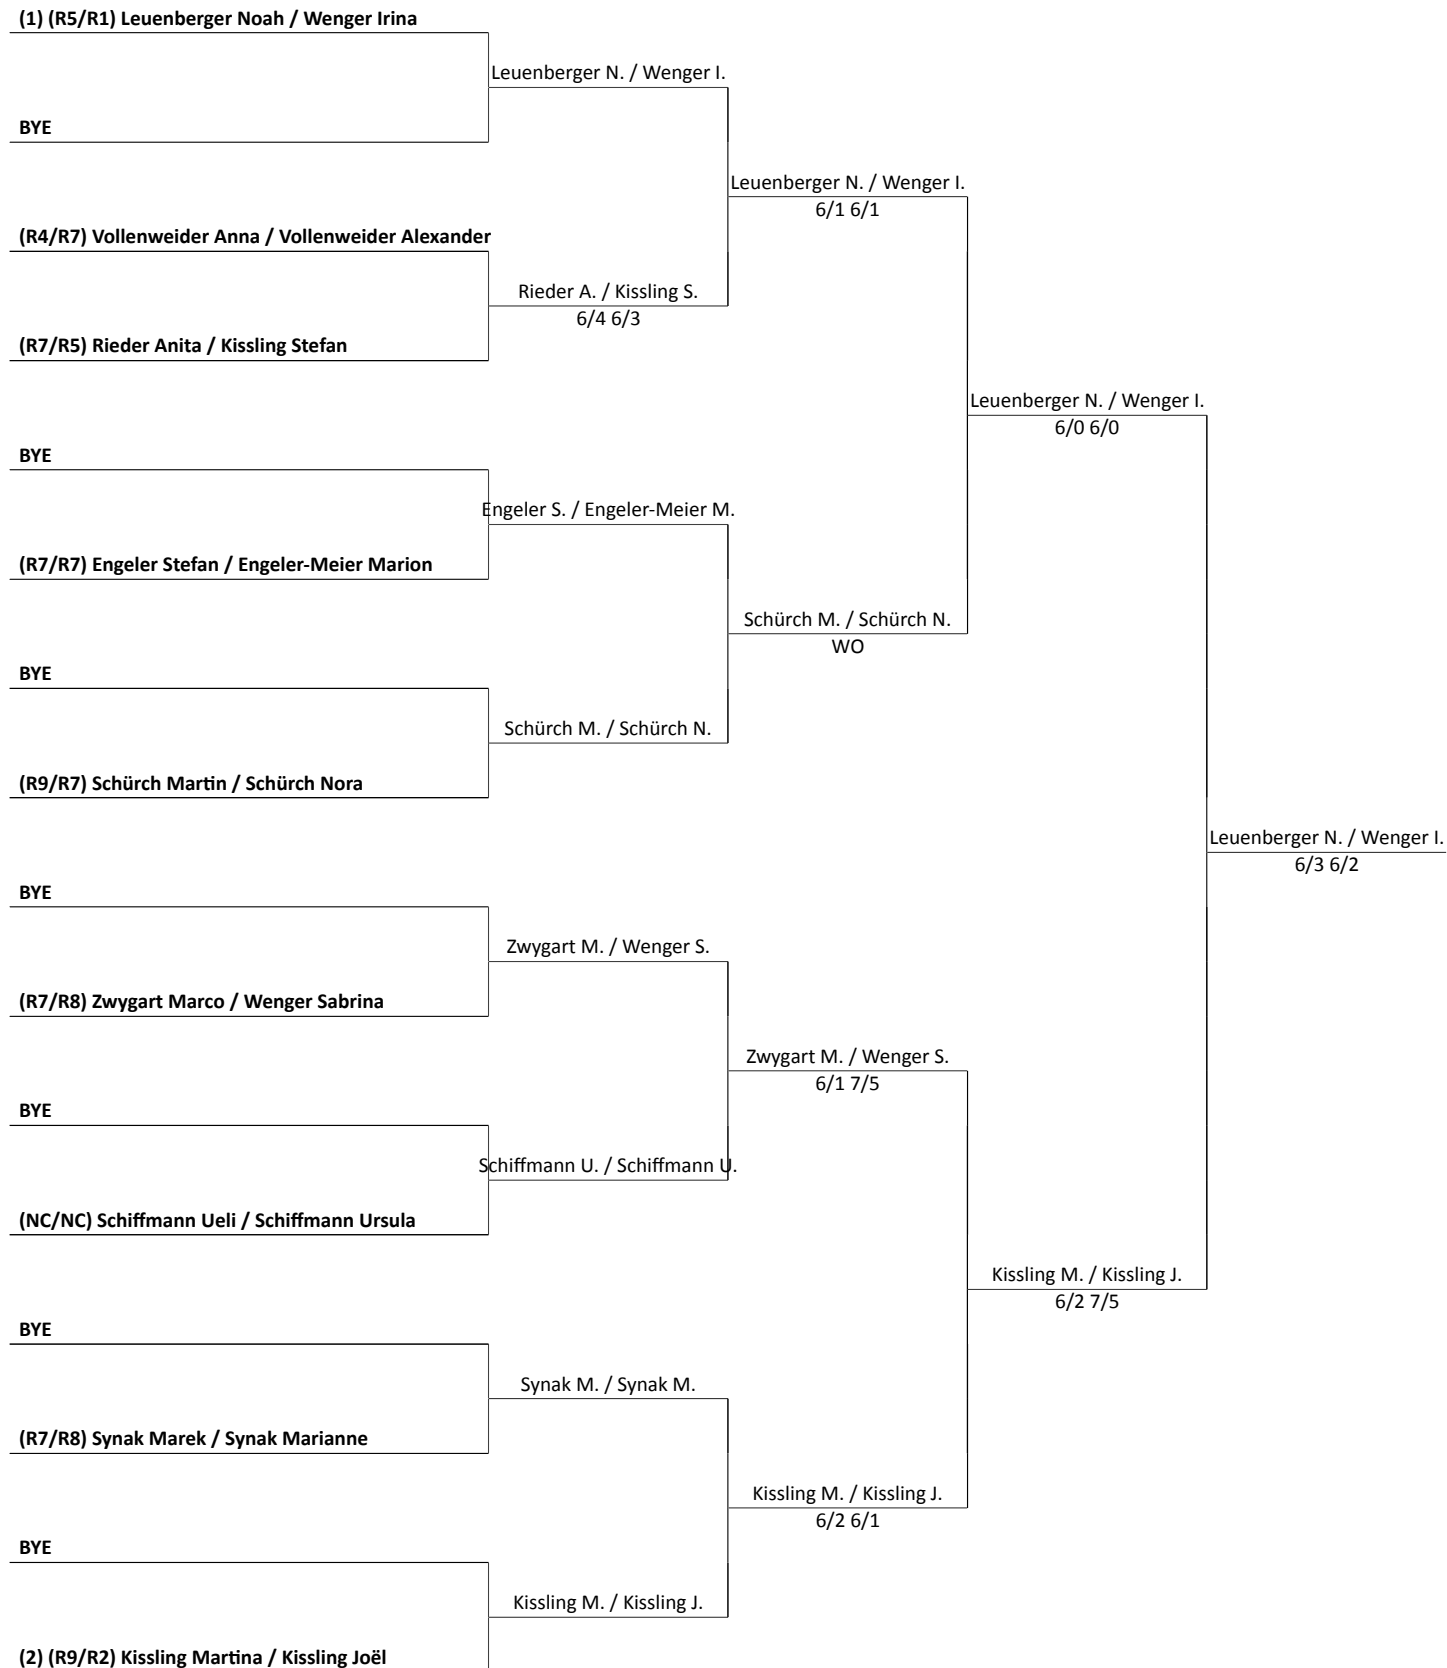 (1) (R5/R1) Leuenberger Noah / Wenger Irina
Leuenberger N. / Wenger I.
BYE
Leuenberger N. / Wenger I.
6/1 6/1
(R4/R7) Vollenweider Anna / Vollenweider Alexander
Rieder A. / Kissling S.
6/4 6/3
(R7/R5) Rieder Anita / Kissling Stefan
Leuenberger N. / Wenger I.
6/0 6/0
BYE
Engeler S. / Engeler-Meier M.
(R7/R7) Engeler Stefan / Engeler-Meier Marion
Schürch M. / Schürch N.
WO
BYE
Schürch M. / Schürch N.
(R9/R7) Schürch Martin / Schürch Nora
Leuenberger N. / Wenger I.
6/3 6/2
BYE
Zwygart M. / Wenger S.
(R7/R8) Zwygart Marco / Wenger Sabrina
Zwygart M. / Wenger S.
6/1 7/5
BYE
Schiffmann U. / Schiffmann U.
(NC/NC) Schiffmann Ueli / Schiffmann Ursula
Kissling M. / Kissling J.
6/2 7/5
BYE
Synak M. / Synak M.
(R7/R8) Synak Marek / Synak Marianne
Kissling M. / Kissling J.
6/2 6/1
BYE
Kissling M. / Kissling J.
(2) (R9/R2) Kissling Martina / Kissling Joël